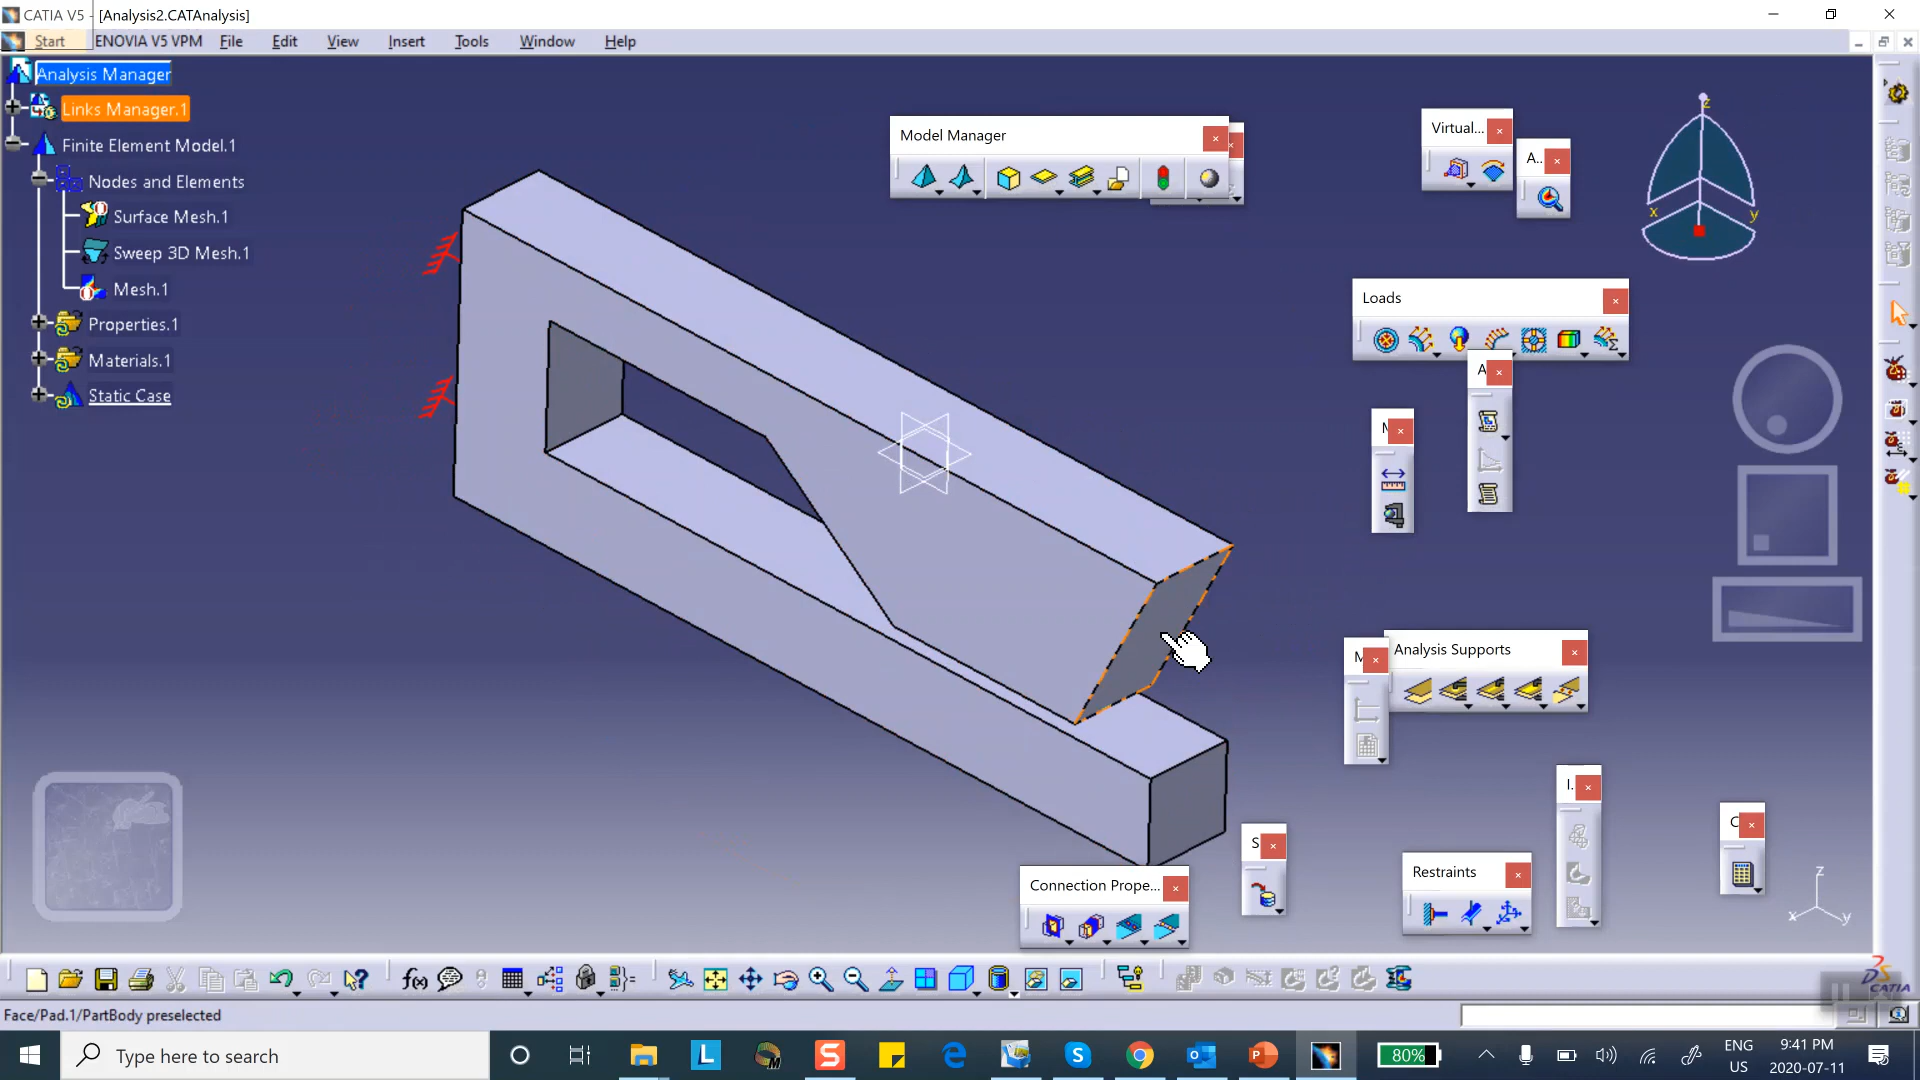 CATIA V5 - [Analysis2.CATAnalysis]
Start ENOVIA V5 VPM File Edit View Insert Tools Window Help
Analysis Manager
Links Manager.1
Finite Element Model.1
Nodes and Elements
Surface Mesh.1
Sweep 3D Mesh.1
Mesh.1
Properties.1
Materials.1
Static Case
Model Manager
Virtual...
A..
z
x
y
Loads
A
Analysis Supports
I.
C
S
Restraints
Connection Prope...
z
x
y
f(x)
CATIA
Face/Pad.1/PartBody preselected
Type here to search
80%
ENG
US
9:41 PM
2020-07-11